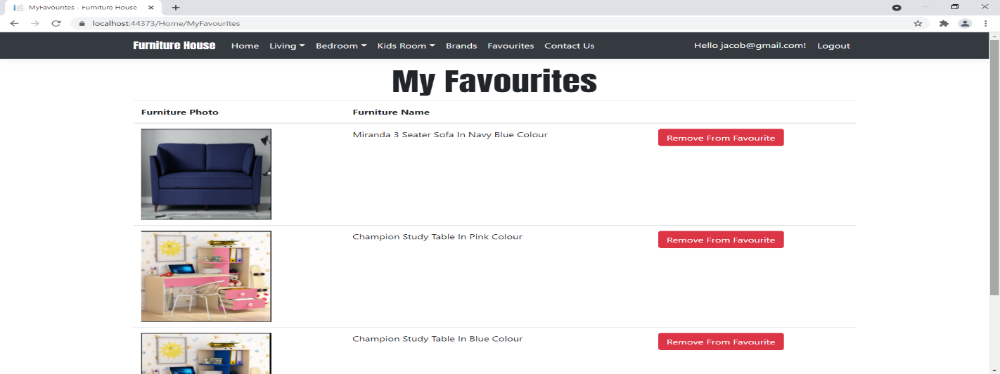 MyFavourites - Furniture House
localhost:44373/Home/MyFavourites
Furniture House Home Living Bedroom Kids Room Brands Favourites Contact Us Hello jacob@gmail.com! Logout
My Favourites
Furniture Photo Furniture Name
Miranda 3 Seater Sofa In Navy Blue Colour Remove From Favourite
Champion Study Table In Pink Colour Remove From Favourite
Champion Study Table In Blue Colour Remove From Favourite